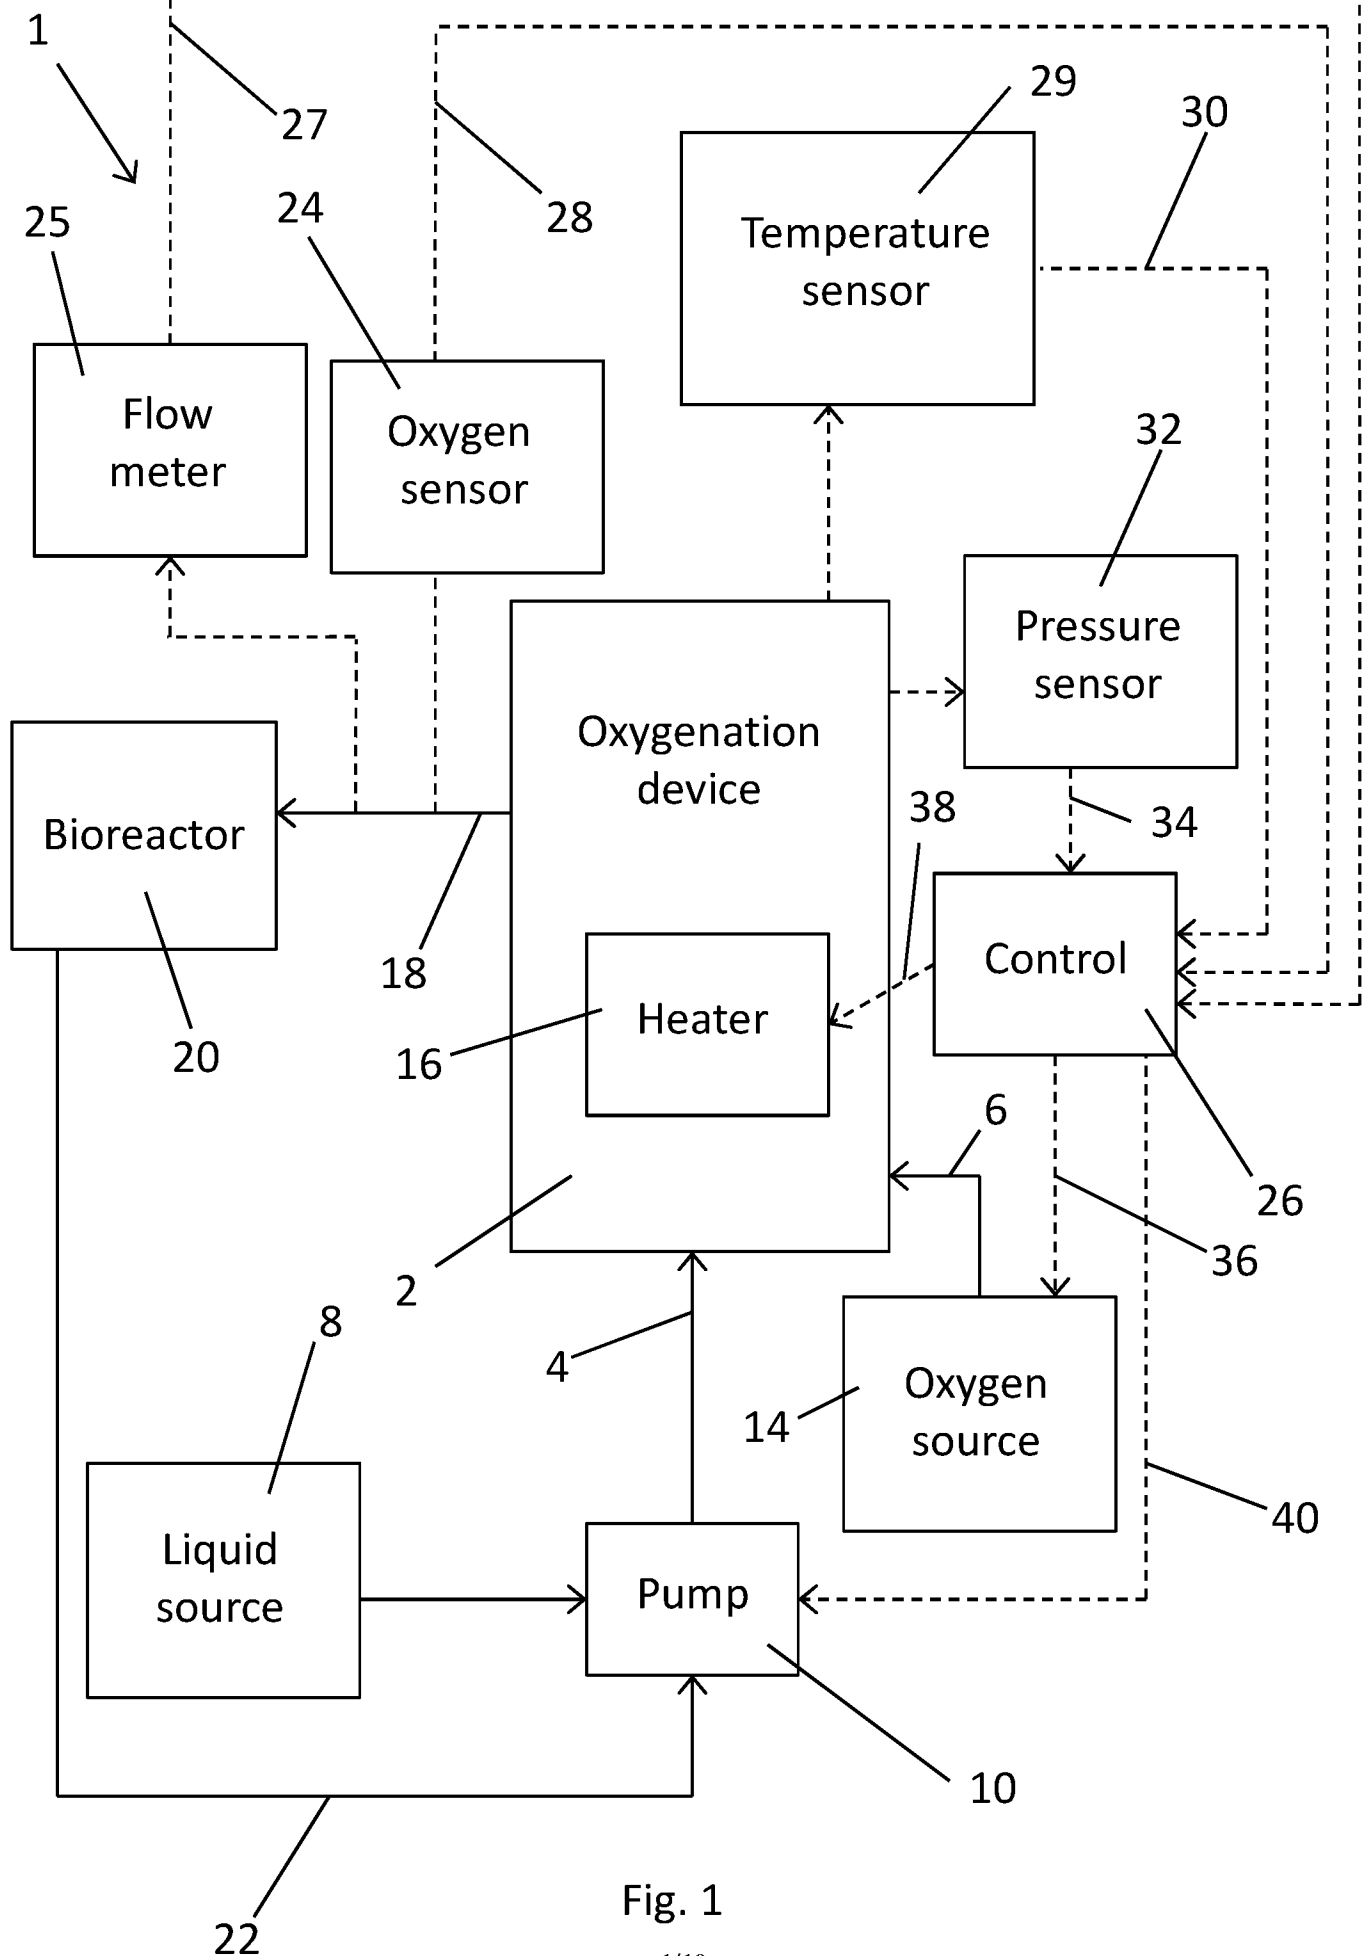 1
27
29
30
25
24
28
Temperature
sensor
Flow
meter
Oxygen
sensor
32
Pressure
sensor
Oxygenation
device
38
34
Bioreactor
18
Control
Heater
20
16
6
26
36
2
8
4
Oxygen
source
14
40
Liquid
source
Pump
10
Fig. 1
22